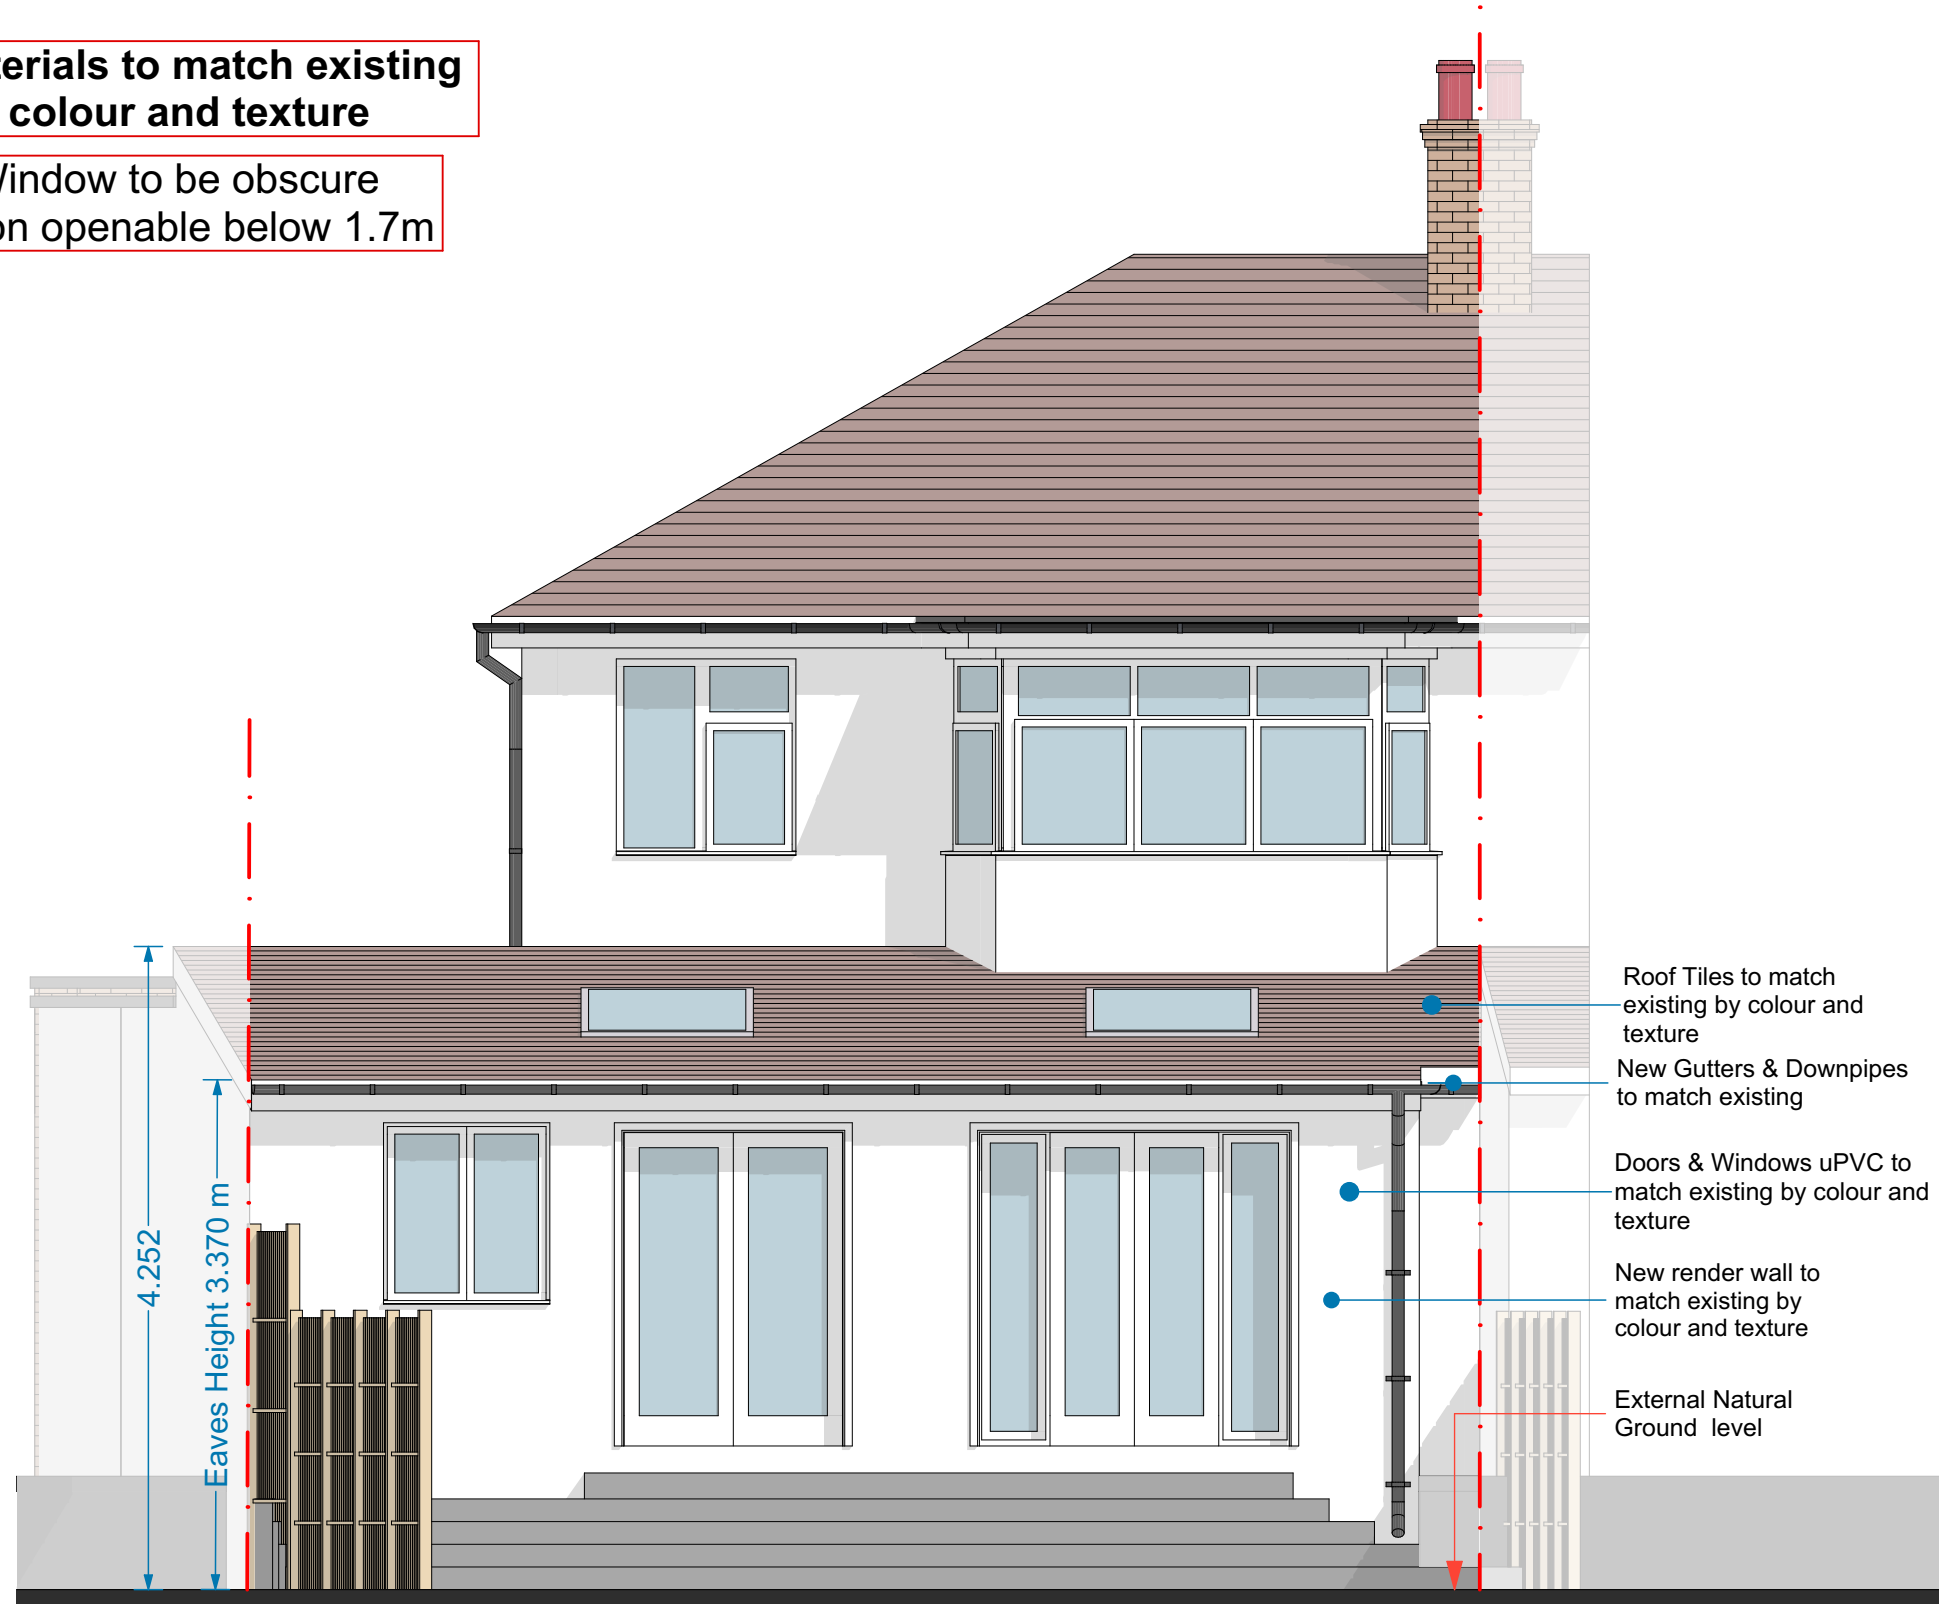 terials to match existing
colour and texture
Window to be obscure
on openable below 1.7m
Roof Tiles to match
existing by colour and
texture
New Gutters & Downpipes
to match existing
Doors & Windows uPVC to
match existing by colour and
texture
New render wall to
match existing by
colour and texture
External Natural
Ground level
4.252
Eaves Height 3.370 m